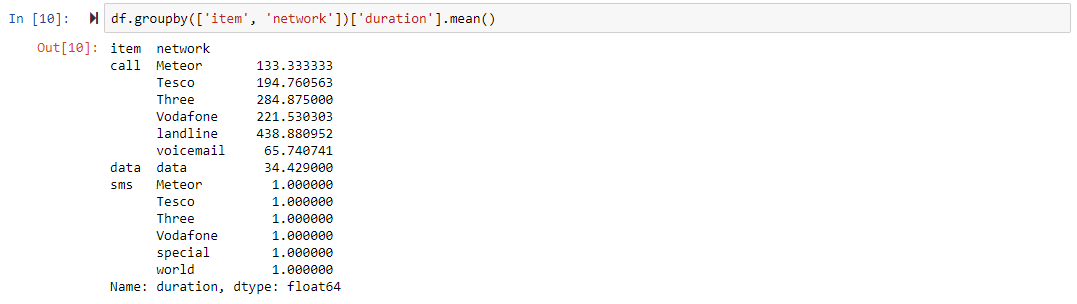 In [10]: df.groupby(['item', 'network'])['duration'].mean()
Out[10]: item  network
call  Meteor       133.333333
      Tesco        194.760563
      Three        284.875000
      Vodafone     221.530303
      landline     438.880952
      voicemail     65.740741
data  data          34.429000
sms   Meteor         1.000000
      Tesco          1.000000
      Three          1.000000
      Vodafone       1.000000
      special        1.000000
      world          1.000000
Name: duration, dtype: float64